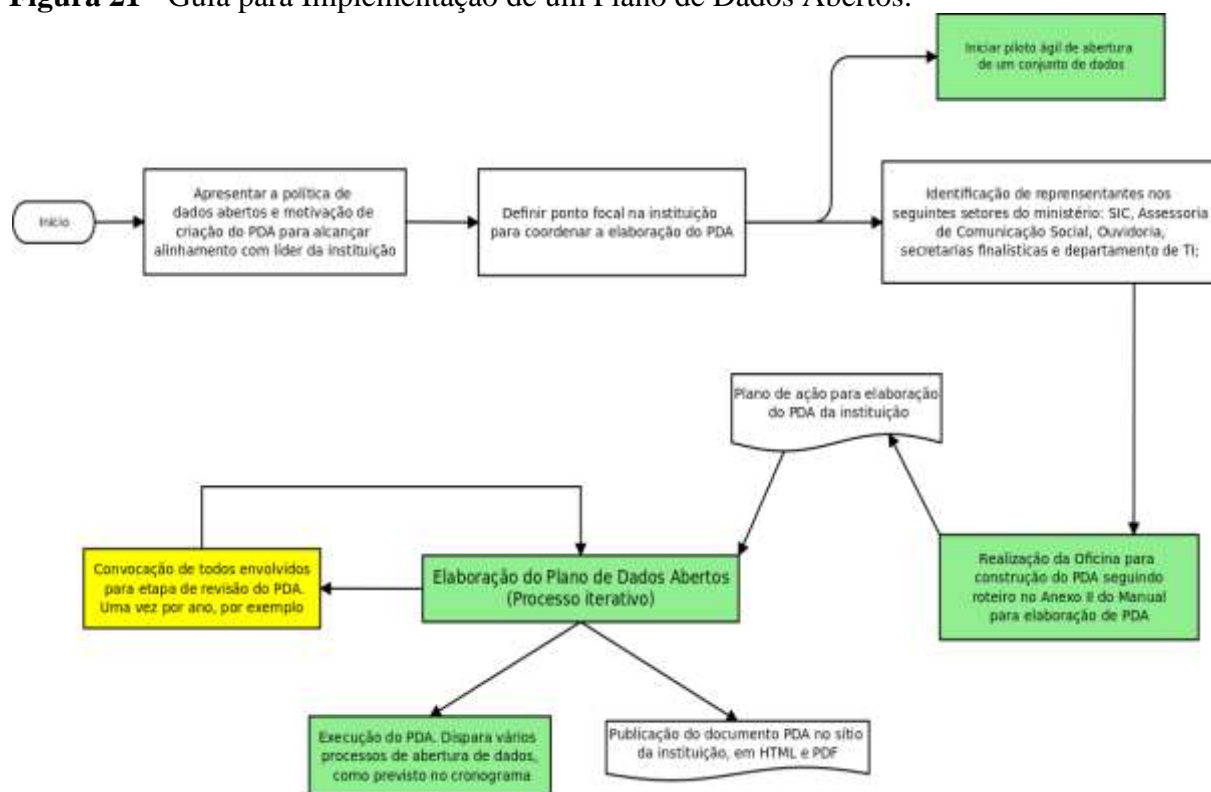 Figura 21 - Guia para Implementação de um Plano de Dados Abertos.
Iniciar piloto ágil de abertura
de um conjunto de dados
Início
Apresentar a política de
dados abertos e motivação de
criação do PDA para alcançar
alinhamento com líder da instituição
Definir ponto focal na instituição
para coordenar a elaboração do PDA
Identificação de reprensentantes nos
seguintes setores do ministério: SIC, Assessoria
de Comunicação Social, Ouvidoria,
secretarias finalísticas e departamento de TI;
Plano de ação para elaboração
do PDA da instituição
Convocação de todos envolvidos
para etapa de revisão do PDA.
Uma vez por ano, por exemplo
Elaboração do Plano de Dados Abertos
(Processo iterativo)
Realização da Oficina para
construção do PDA seguindo
roteiro no Anexo II do Manual
para elaboração de PDA
Execução do PDA. Dispara vários
processos de abertura de dados,
como previsto no cronograma
Publicação do documento PDA no sítio
da instituição, em HTML e PDF